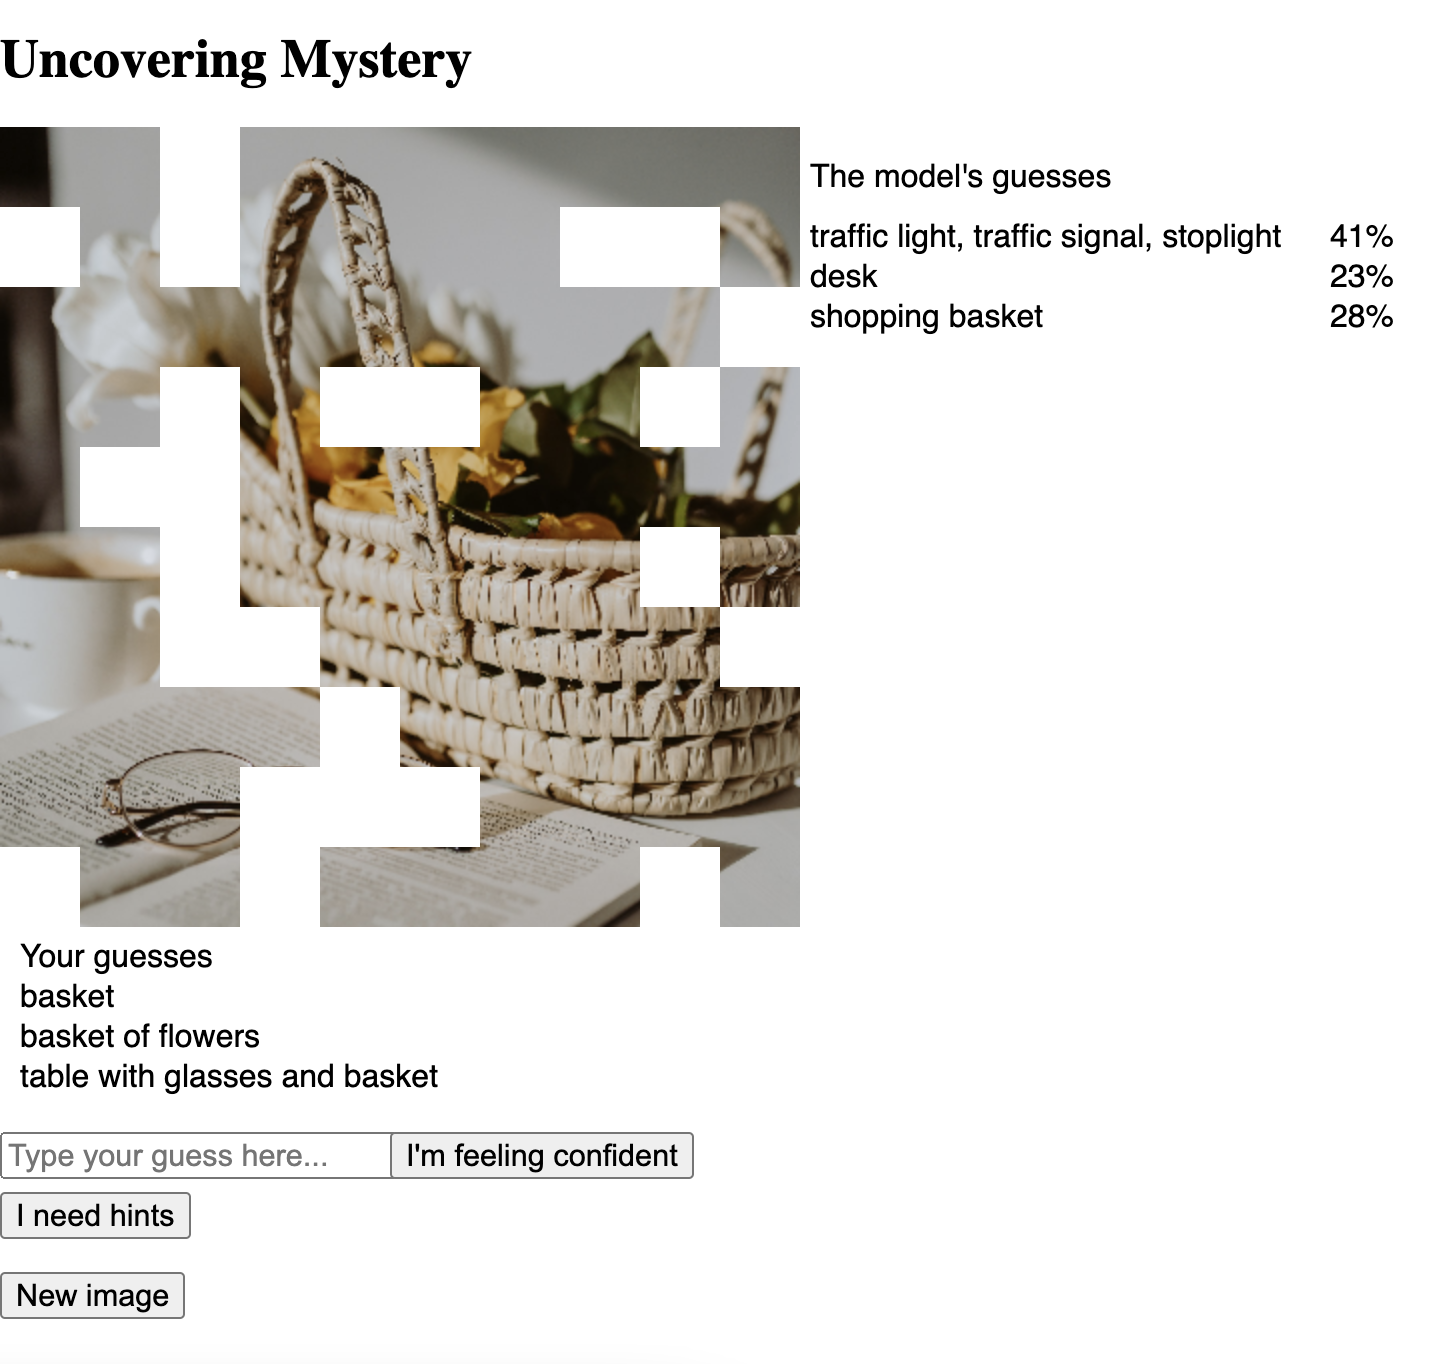 Uncovering Mystery
The model's guesses
traffic light, traffic signal, stoplight 41%
desk 23%
shopping basket 28%
Your guesses
basket
basket of flowers
table with glasses and basket
Type your guess here...
I'm feeling confident
I need hints
New image